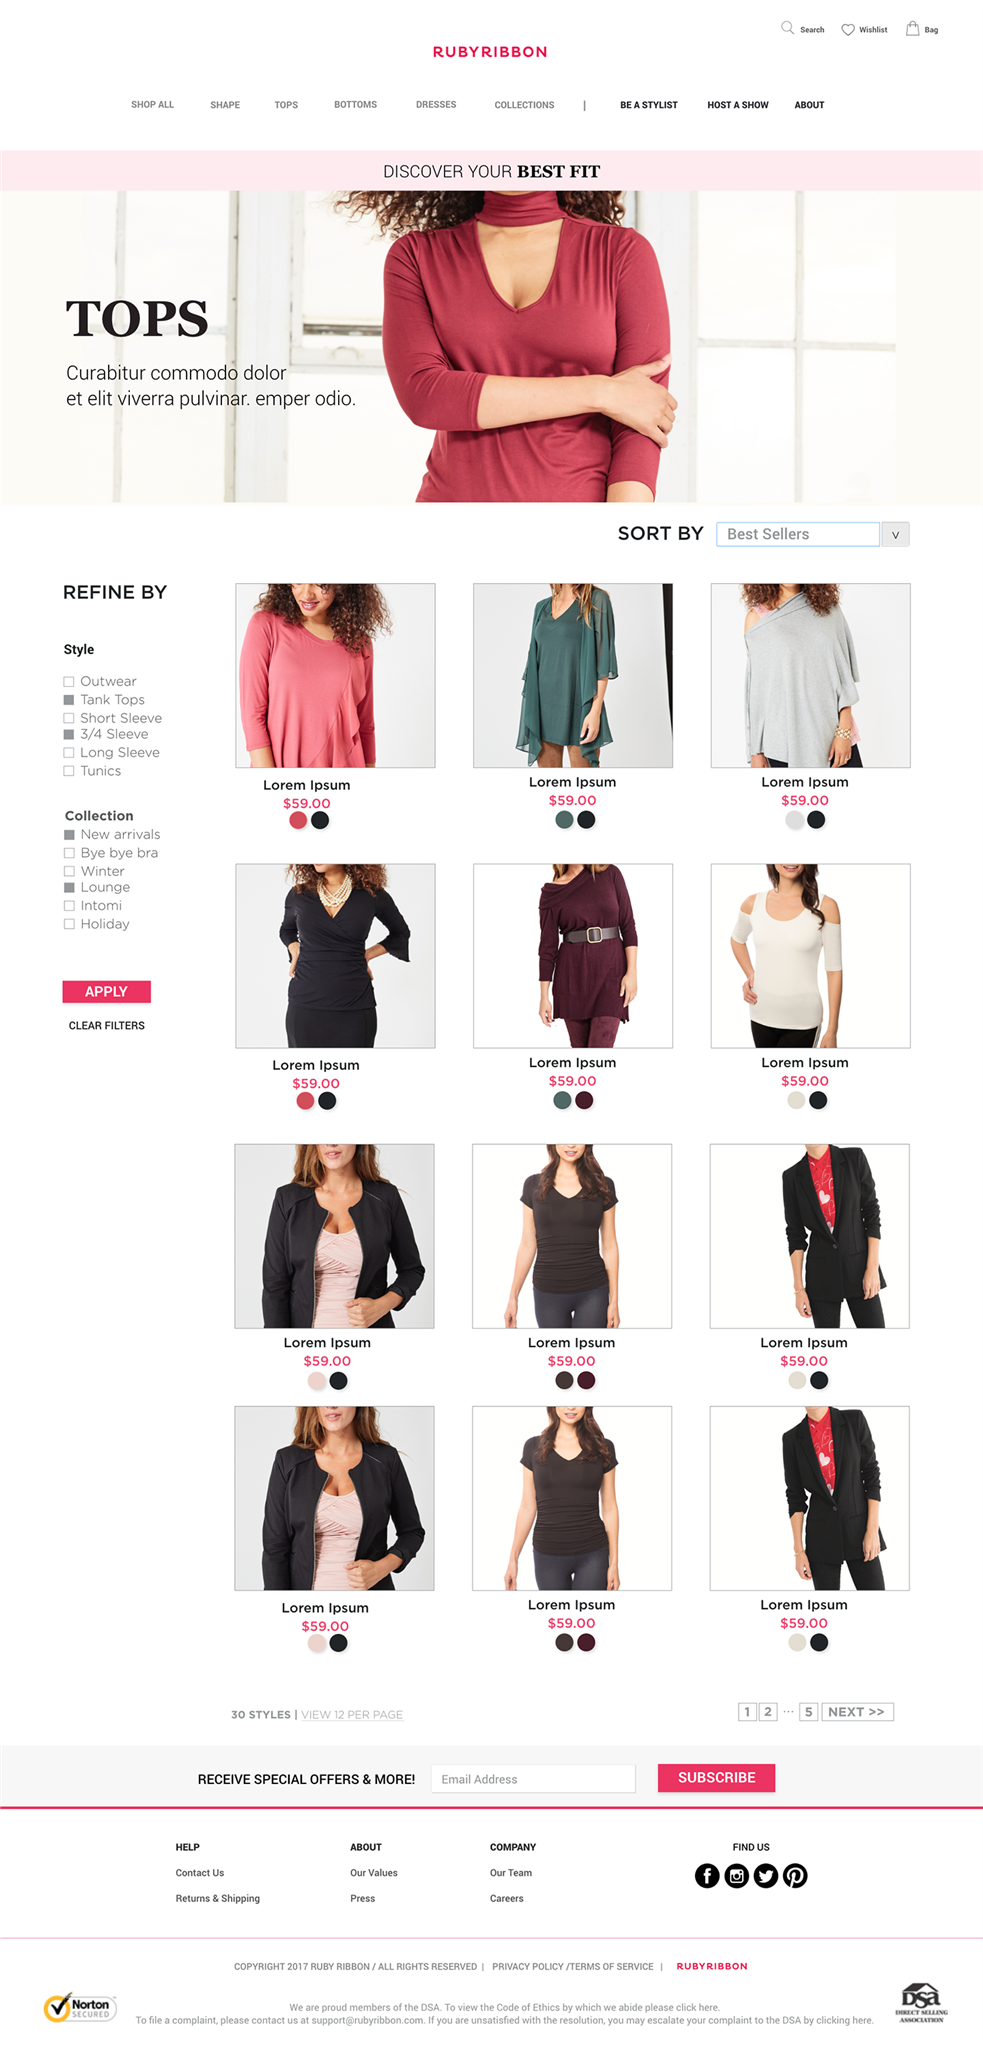 Search
Wishlist
Bag
RUBYRIBBON
SHOP ALL SHAPE TOPS BOTTOMS DRESSES COLLECTIONS | BE A STYLIST HOST A SHOW ABOUT
DISCOVER YOUR BEST FIT
TOPS
Curabitur commodo dolor
et elit viverra pulvinar. emper odio.
SORT BY Best Sellers V
REFINE BY
Style
Outwear
Tank Tops
Short Sleeve
3/4 Sleeve
Long Sleeve
Tunics
Collection
New arrivals
Bye bye bra
Winter
Lounge
Intomi
Holiday
APPLY
CLEAR FILTERS
Lorem Ipsum
$59.00
Lorem Ipsum
$59.00
Lorem Ipsum
$59.00
Lorem Ipsum
$59.00
Lorem Ipsum
$59.00
Lorem Ipsum
$59.00
Lorem Ipsum
$59.00
Lorem Ipsum
$59.00
Lorem Ipsum
$59.00
Lorem Ipsum
$59.00
Lorem Ipsum
$59.00
Lorem Ipsum
$59.00
30 STYLES | VIEW 12 PER PAGE
1 2 ... 5 NEXT >>
RECEIVE SPECIAL OFFERS & MORE! Email Address SUBSCRIBE
HELP
Contact Us
Returns & Shipping
ABOUT
Our Values
Press
COMPANY
Our Team
Careers
FIND US
COPYRIGHT 2017 RUBY RIBBON / ALL RIGHTS RESERVED | PRIVACY POLICY /TERMS OF SERVICE | RUBYRIBBON
Norton
SECURED
We are proud members of the DSA. To view the Code of Ethics by which we abide please click here.
To file a complaint, please contact us at support@rubyribbon.com. If you are unsatisfied with the resolution, you may escalate your complaint to the DSA by clicking here.
DSA
DIRECT SELLING
ASSOCIATION